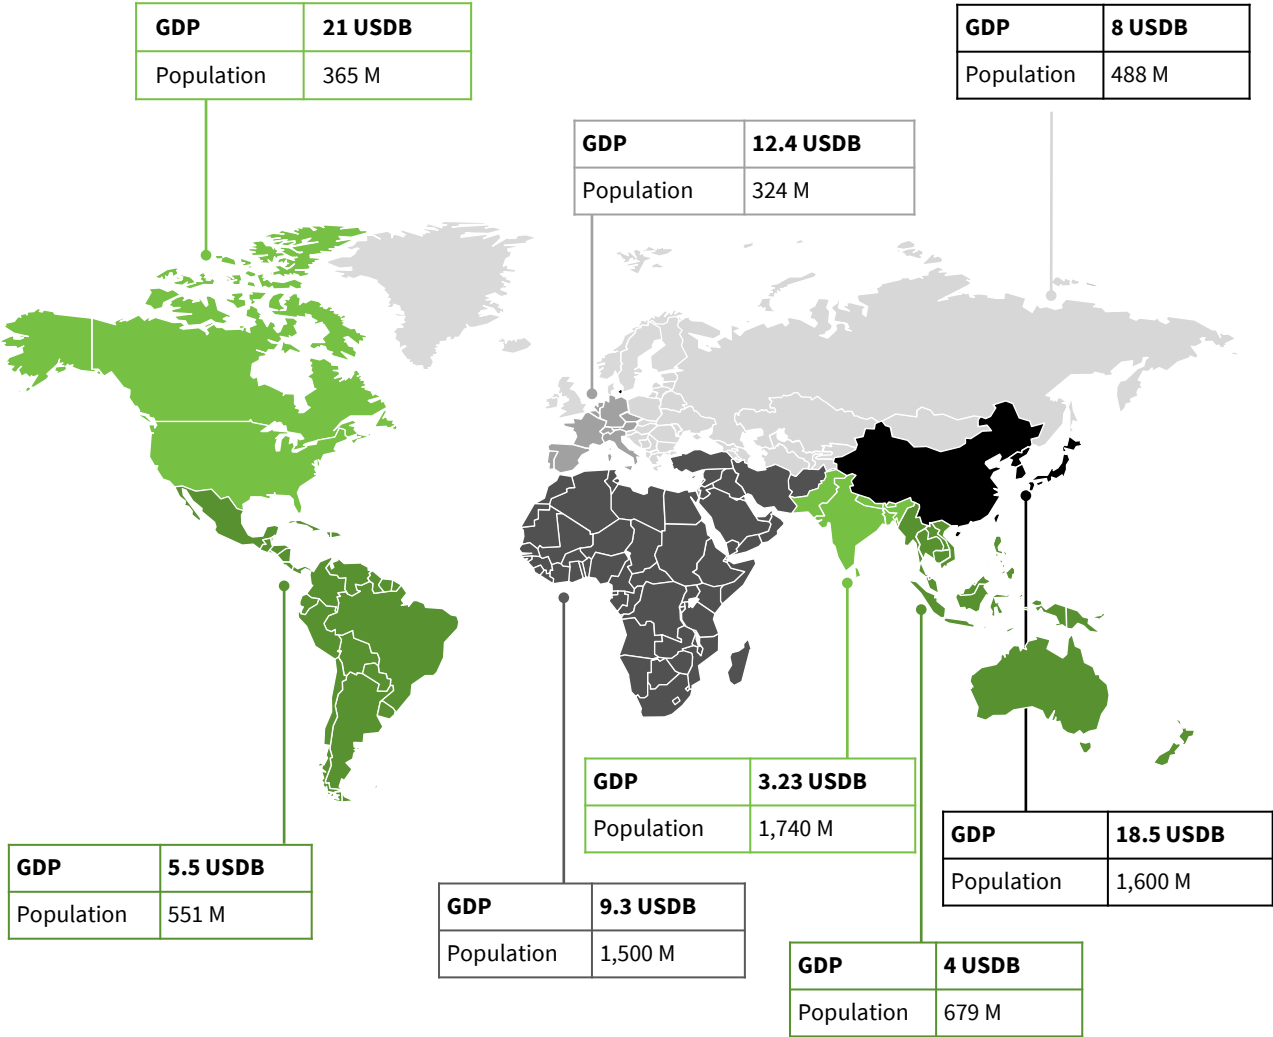 GDP 21 USDB
Population 365 M
GDP 8 USDB
Population 488 M
GDP 12.4 USDB
Population 324 M
GDP 3.23 USDB
Population 1,740 M
GDP 18.5 USDB
Population 1,600 M
GDP 5.5 USDB
Population 551 M
GDP 9.3 USDB
Population 1,500 M
GDP 4 USDB
Population 679 M